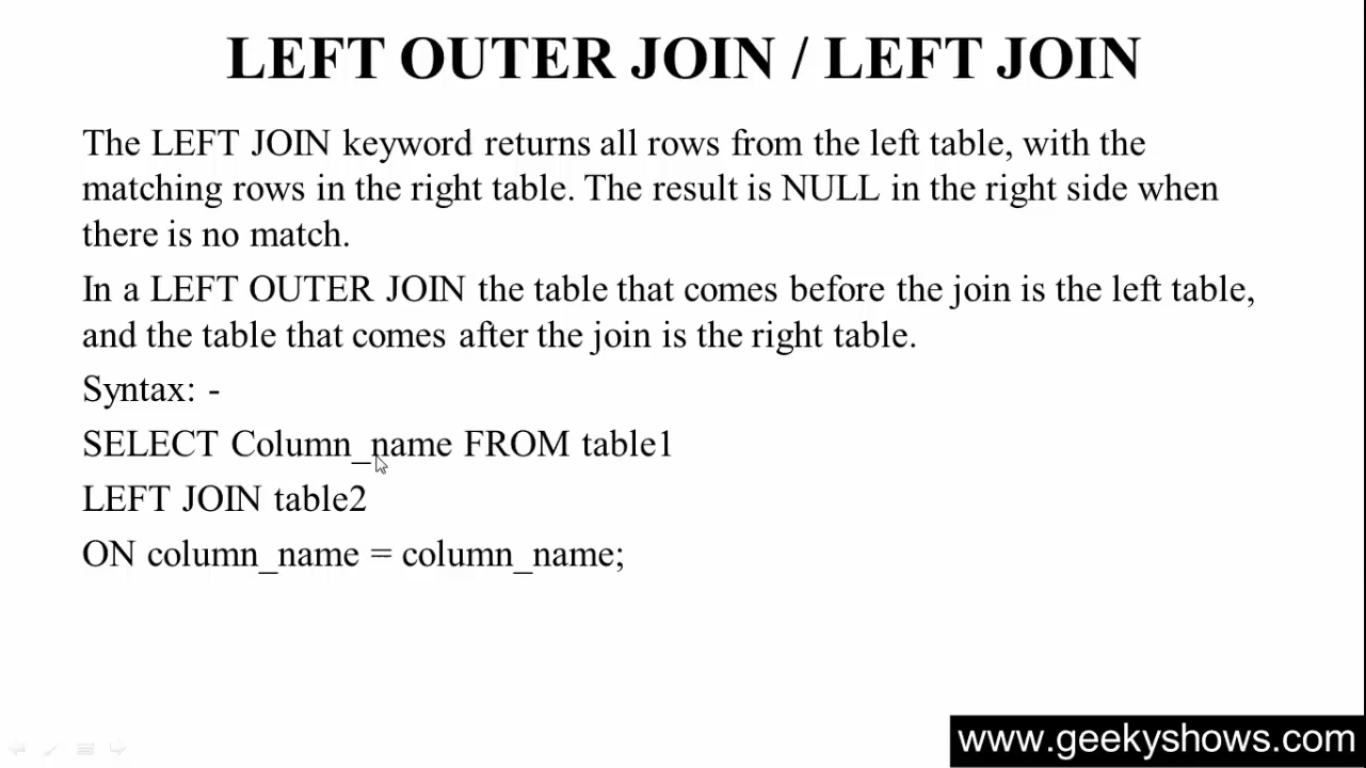 LEFT OUTER JOIN / LEFT JOIN
The LEFT JOIN keyword returns all rows from the left table, with the
matching rows in the right table. The result is NULL in the right side when
there is no match.
In a LEFT OUTER JOIN the table that comes before the join is the left table,
and the table that comes after the join is the right table.
Syntax: -
SELECT Column_name FROM table1
LEFT JOIN table2
ON column_name = column_name;
www.geekyshows.com